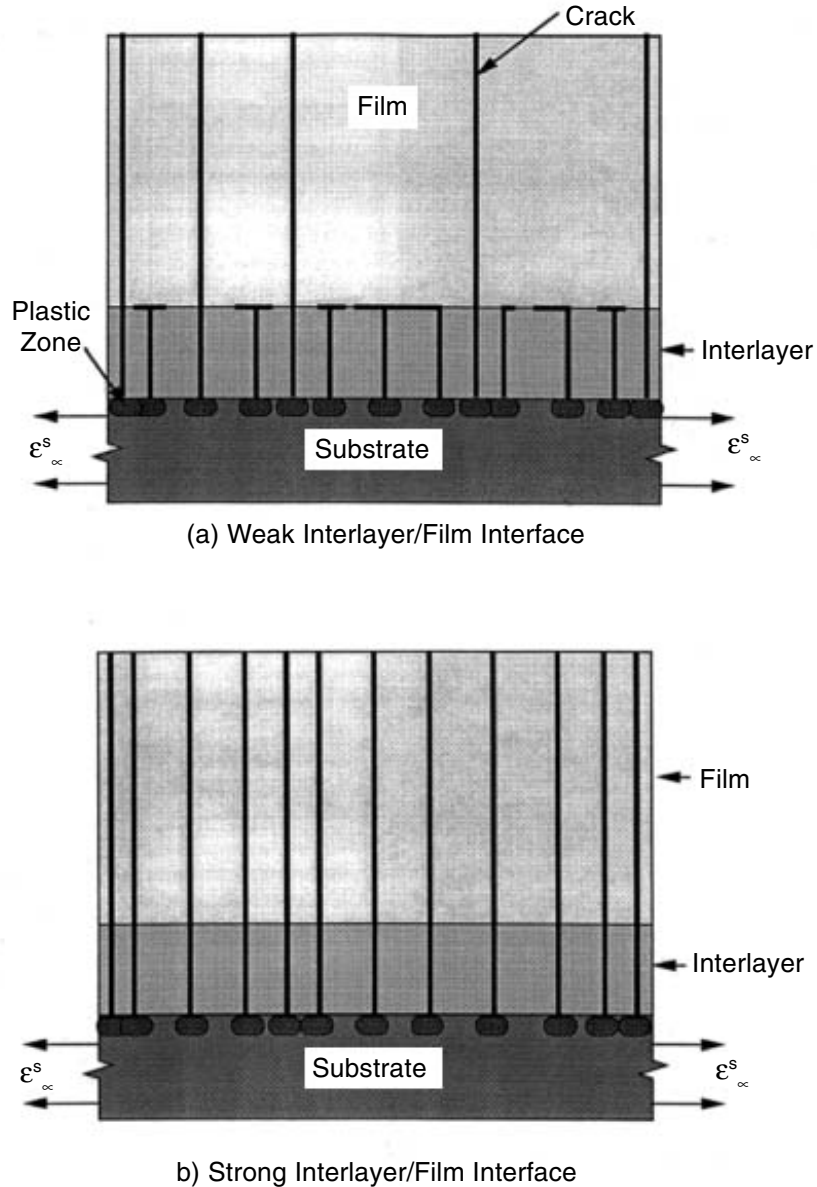 Crack
Film
Plastic
Zone
Interlayer
Substrate
εˢ∝
εˢ∝
(a) Weak Interlayer/Film Interface
Film
Interlayer
Substrate
εˢ∝
εˢ∝
b) Strong Interlayer/Film Interface